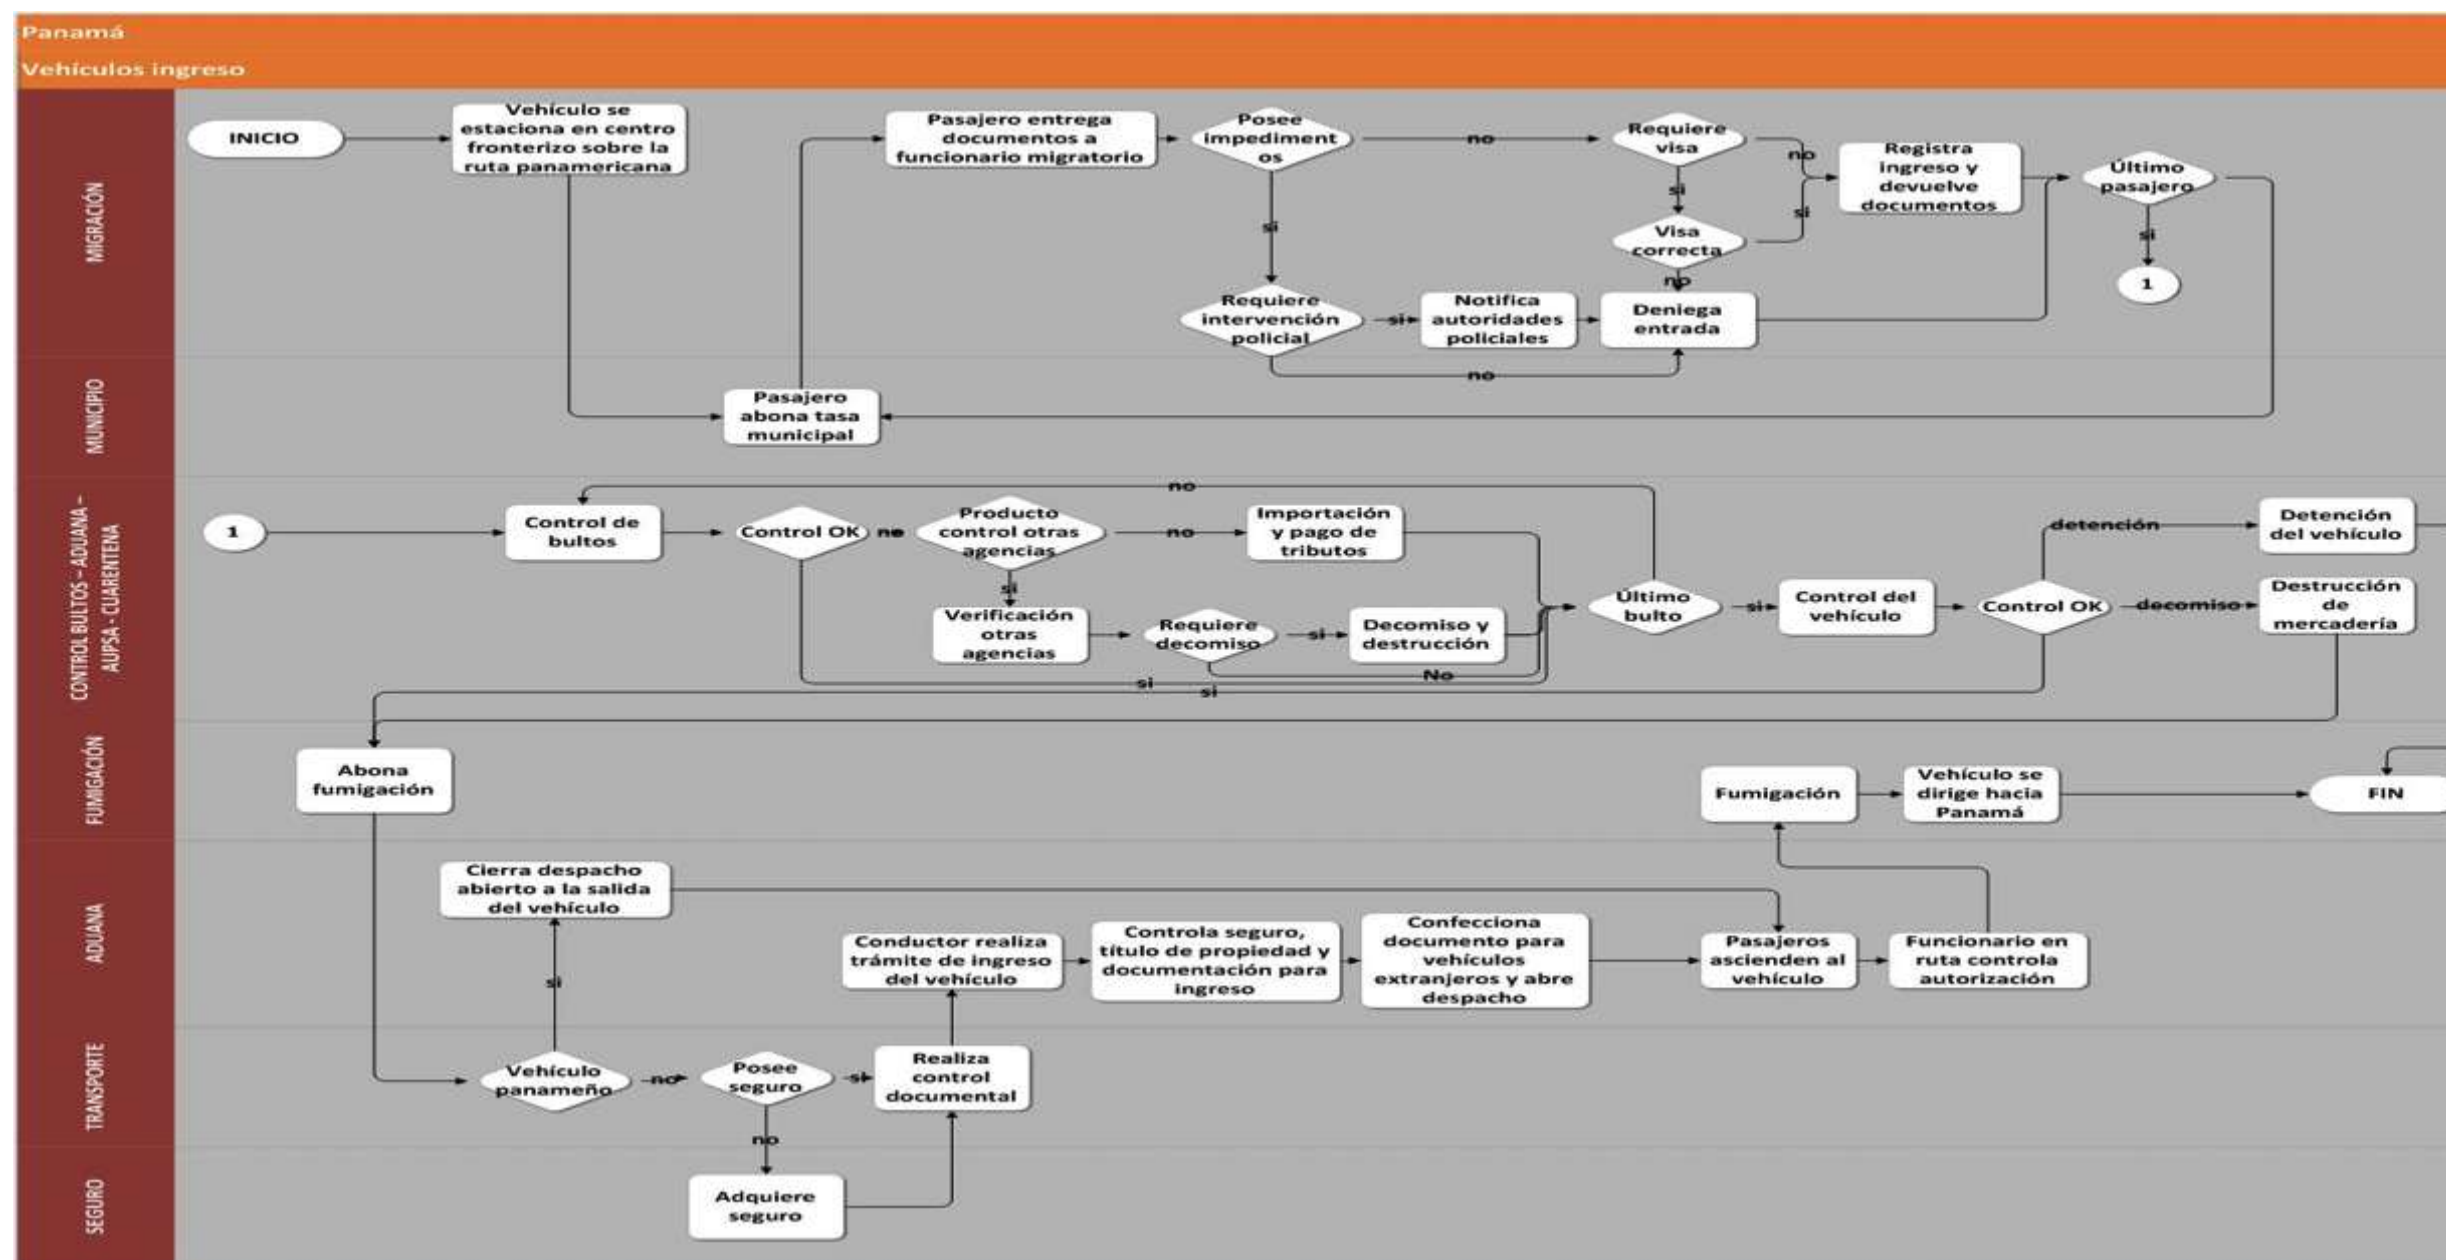 Panamá
Vehículos ingreso
MIGRACIÓN
INICIO
Vehículo se
estaciona en centro
fronterizo sobre la
ruta panamericana
Pasajero entrega
documentos a
funcionario migratorio
Posee
impediment
os
no
Requiere
visa
no
Registra
ingreso y
devuelve
documentos
Último
pasajero
si
si
si
Visa
correcta
si
no
1
Requiere
intervención
policial
si
Notifica
autoridades
policiales
Deniega
entrada
no
MUNICIPIO
Pasajero
abona tasa
municipal
CONTROL BULTOS – ADUANA –
AUPSA - CUARENTENA
no
1
Control de
bultos
Control OK
no
Producto
control otras
agencias
no
Importación
y pago de
tributos
detención
Detención
del vehículo
si
Verificación
otras
agencias
Requiere
decomiso
si
Decomiso y
destrucción
Último
bulto
si
Control del
vehículo
Control OK
decomiso
Destrucción
de
mercadería
No
si
si
FUMIGACIÓN
Abona
fumigación
Fumigación
Vehículo se
dirige hacia
Panamá
FIN
ADUANA
Cierra despacho
abierto a la salida
del vehículo
si
Conductor realiza
trámite de ingreso
del vehículo
Controla seguro,
título de propiedad y
documentación para
ingreso
Confecciona
documento para
vehículos
extranjeros y abre
despacho
Pasajeros
ascienden al
vehículo
Funcionario en
ruta controla
autorización
TRANSPORTE
Vehículo
panameño
no
Posee
seguro
si
Realiza
control
documental
no
SEGURO
Adquiere
seguro